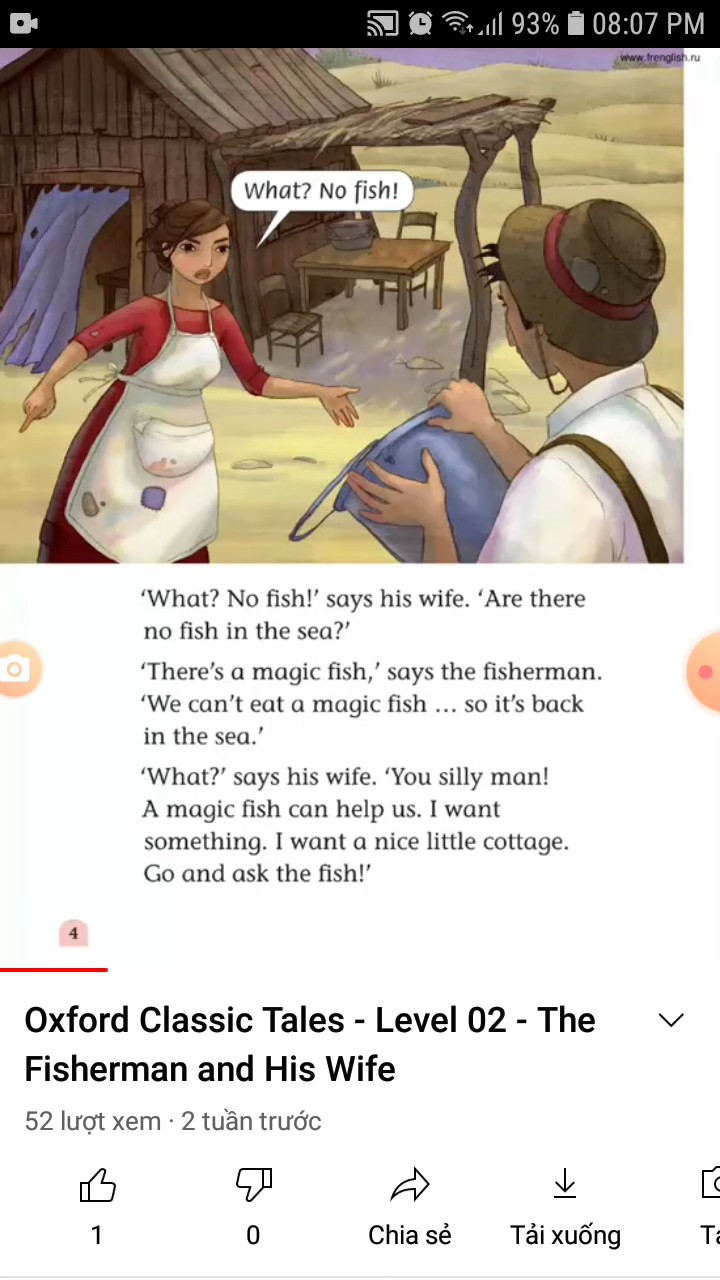 93% 08:07 PM
www.frenglish.ru
What? No fish!
‘What? No fish!’ says his wife. ‘Are there
no fish in the sea?’
‘There’s a magic fish,’ says the fisherman.
‘We can’t eat a magic fish ... so it’s back
in the sea.’
‘What?’ says his wife. ‘You silly man!
A magic fish can help us. I want
something. I want a nice little cottage.
Go and ask the fish!’
4
Oxford Classic Tales - Level 02 - The
Fisherman and His Wife
52 lượt xem · 2 tuần trước
1 0 Chia sẻ Tải xuống